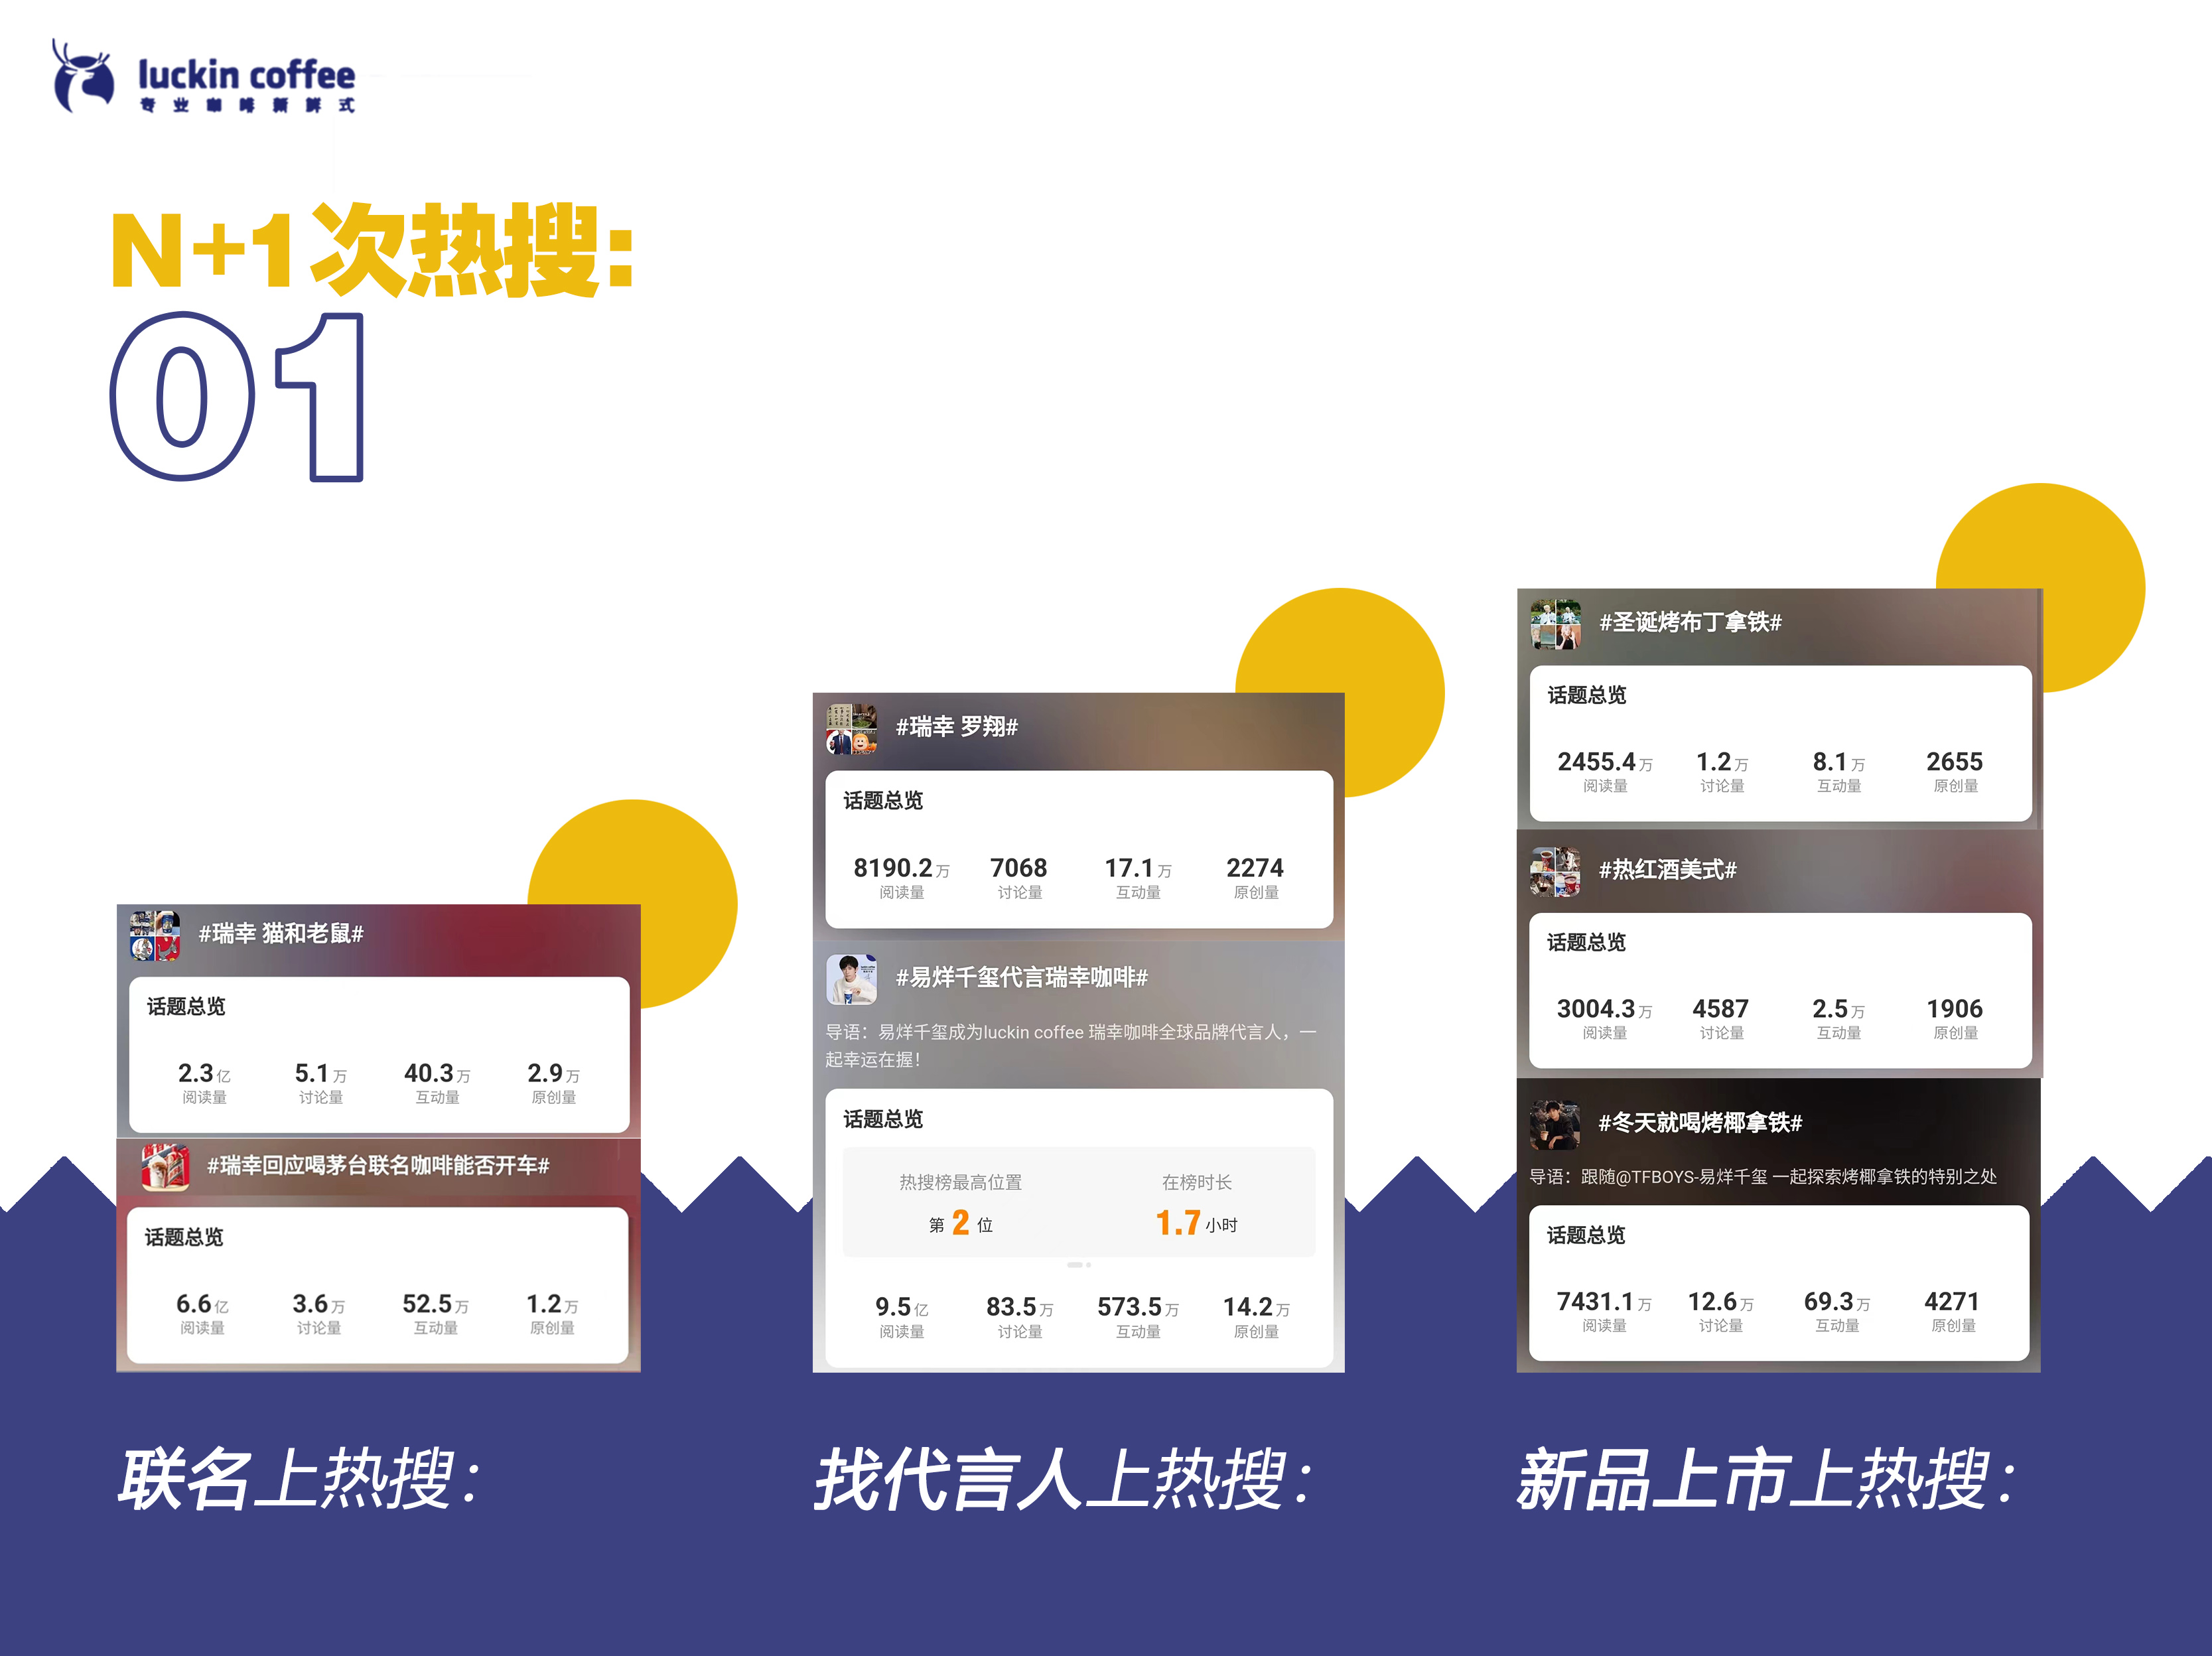 luckin coffee
专业咖啡新鲜式
N+1次热搜:
01
#瑞幸 猫和老鼠#
话题总览
2.3亿 5.1万 40.3万 2.9万
阅读量 讨论量 互动量 原创量
#瑞幸回应喝茅台联名咖啡能否开车#
话题总览
6.6亿 3.6万 52.5万 1.2万
阅读量 讨论量 互动量 原创量
联名上热搜：
#瑞幸 罗翔#
话题总览
8190.2万 7068 17.1万 2274
阅读量 讨论量 互动量 原创量
#易烊千玺代言瑞幸咖啡#
导语：易烊千玺成为luckin coffee 瑞幸咖啡全球品牌代言人，一
起幸运在握！
话题总览
热搜榜最高位置 在榜时长
第 2 位 1.7小时
9.5亿 83.5万 573.5万 14.2万
阅读量 讨论量 互动量 原创量
找代言人上热搜：
#圣诞烤布丁拿铁#
话题总览
2455.4万 1.2万 8.1万 2655
阅读量 讨论量 互动量 原创量
#热红酒美式#
话题总览
3004.3万 4587 2.5万 1906
阅读量 讨论量 互动量 原创量
#冬天就喝烤椰拿铁#
导语：跟随@TFBOYS-易烊千玺 一起探索烤椰拿铁的特别之处
话题总览
7431.1万 12.6万 69.3万 4271
阅读量 讨论量 互动量 原创量
新品上市上热搜：